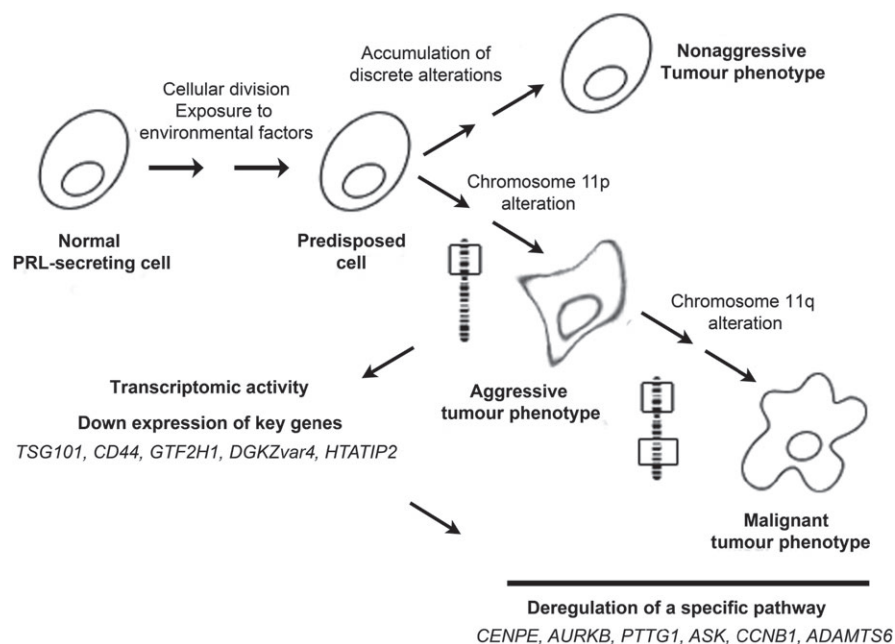 Cellular division
Exposure to
environmental factors
Accumulation of
discrete alterations
Nonaggressive
Tumour phenotype
Normal
PRL-secreting cell
Predisposed
cell
Chromosome 11p
alteration
Chromosome 11q
alteration
Aggressive
tumour phenotype
Transcriptomic activity
Down expression of key genes
TSG101, CD44, GTF2H1, DGKZvar4, HTATIP2
Malignant
tumour phenotype
Deregulation of a specific pathway
CENPE, AURKB, PTTG1, ASK, CCNB1, ADAMTS6